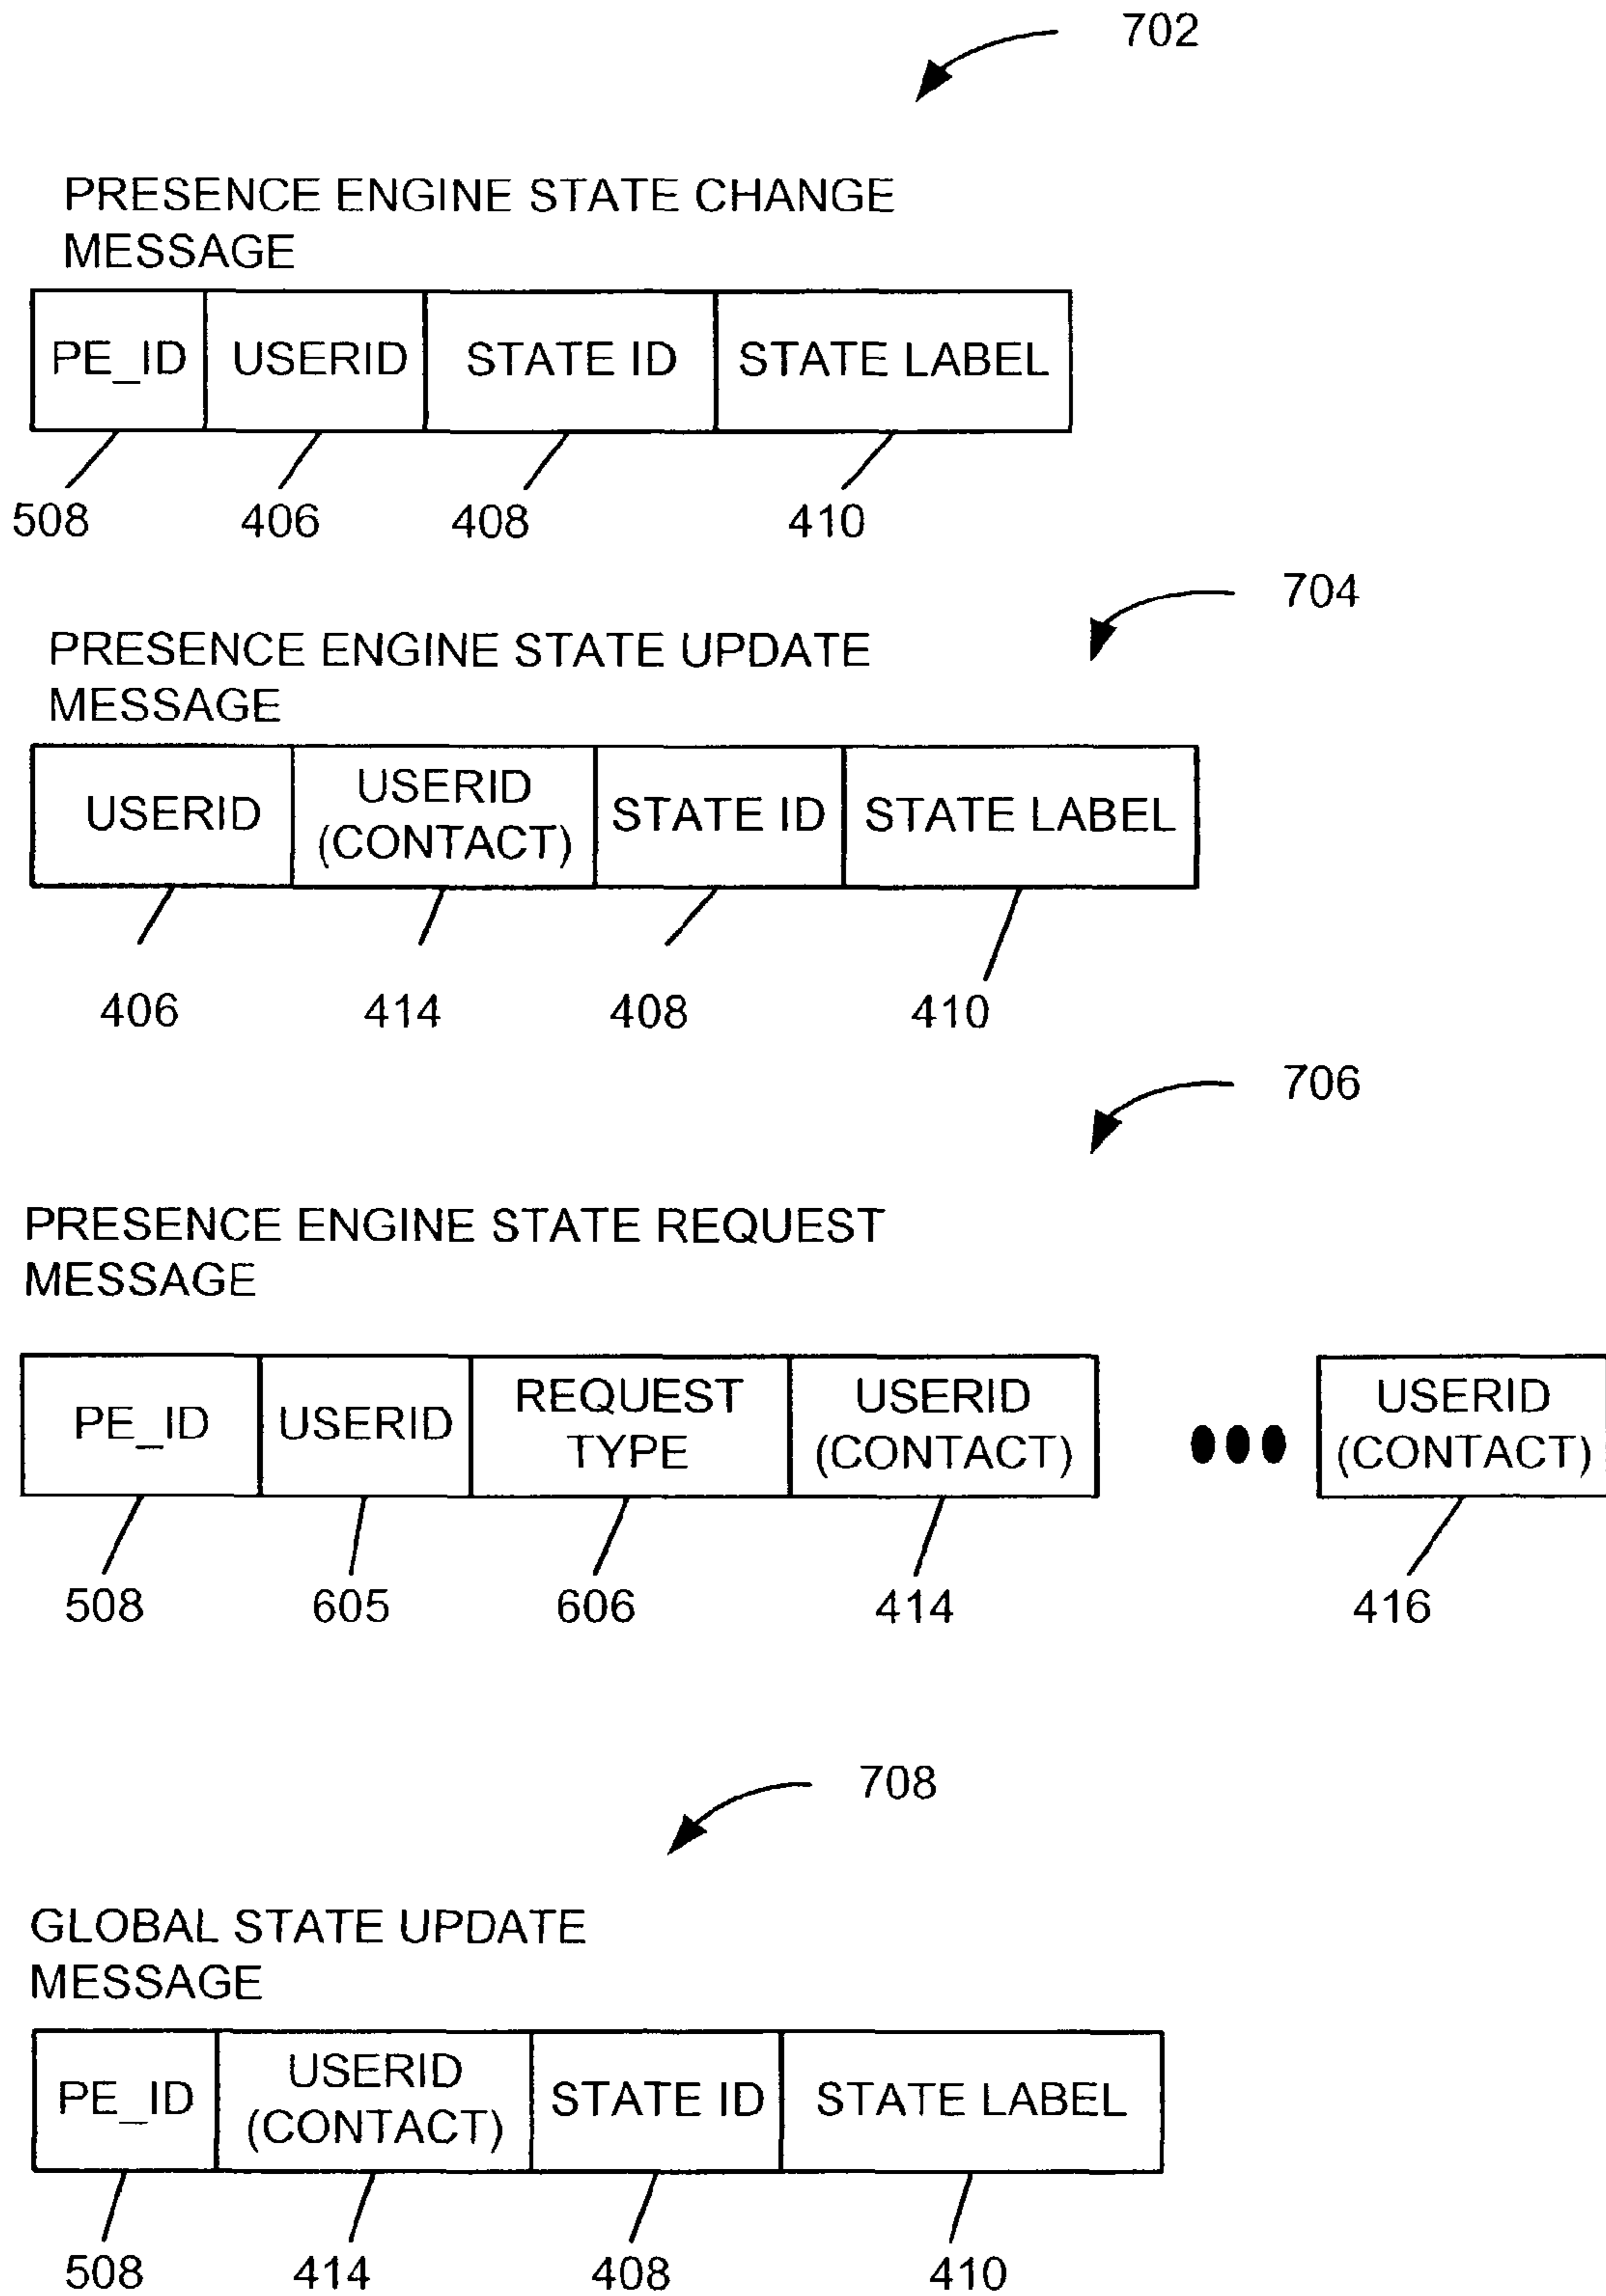 702
PRESENCE ENGINE STATE CHANGE
MESSAGE
PE_ID USERID STATE ID STATE LABEL
508 406 408 410
704
PRESENCE ENGINE STATE UPDATE
MESSAGE
USERID USERID (CONTACT) STATE ID STATE LABEL
406 414 408 410
706
PRESENCE ENGINE STATE REQUEST
MESSAGE
PE_ID USERID REQUEST TYPE USERID (CONTACT) USERID (CONTACT)
508 605 606 414 416
708
GLOBAL STATE UPDATE
MESSAGE
PE_ID USERID (CONTACT) STATE ID STATE LABEL
508 414 408 410